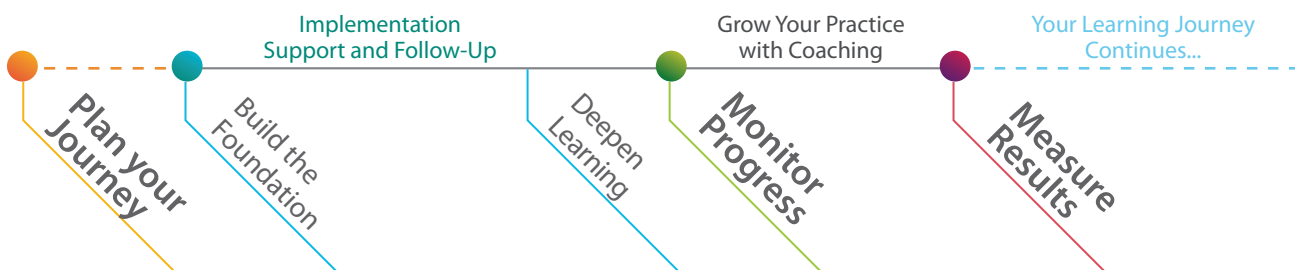 Implementation
Support and Follow-Up
Grow Your Practice
with Coaching
Your Learning Journey
Continues...
Plan your
Journey
Build the
Foundation
Deepen
Learning
Monitor
Progress
Measure
Results